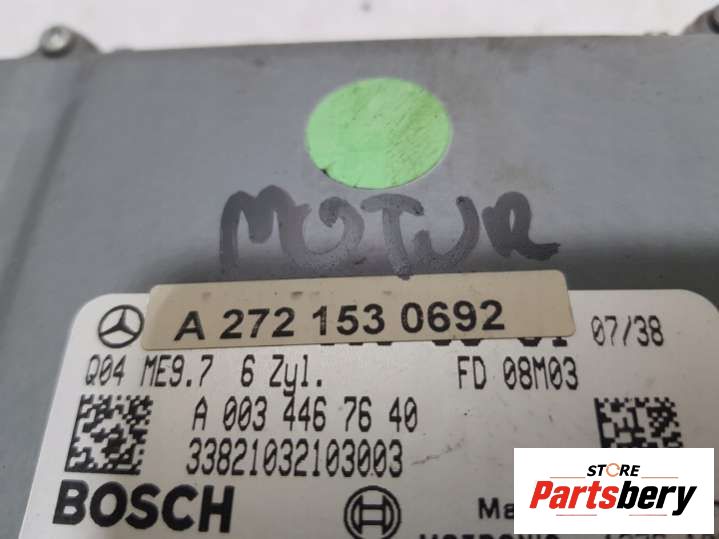 MOTUR
A 272 153 0692
07/38
Q04 ME9.7 6 Zyl. FD 08M03
A 003 446 76 40
33821032103003
BOSCH
STORE
Partsbery